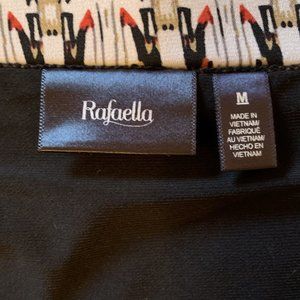 Rafaella
M
MADE IN
VIETNAM/
FABRIQUÉ
AU VIETNAM/
HECHO EN
VIETNAM